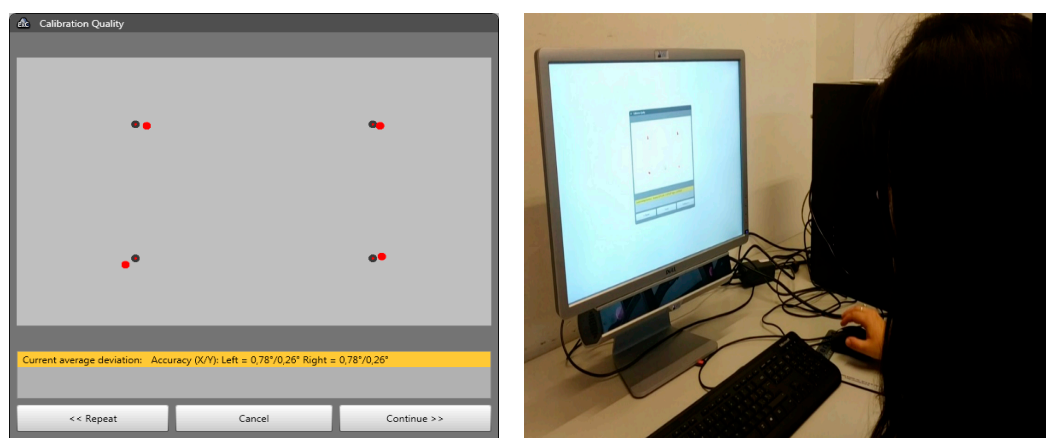 etc Calibration Quality
Current average deviation: Accuracy (X/Y): Left = 0,78°/0,26° Right = 0,78°/0,26°
<< Repeat
Cancel
Continue >>